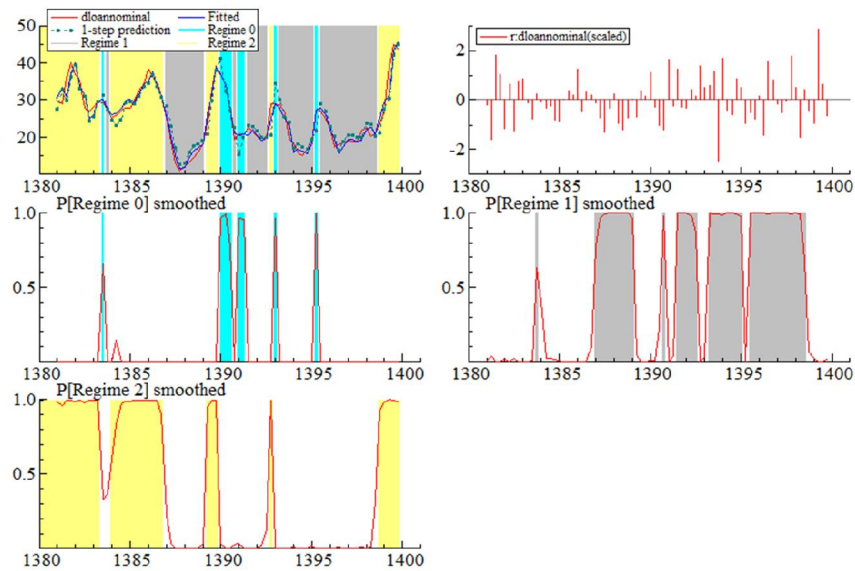 dloannominal Fitted
1-step prediction Regime 0
Regime 1 Regime 2
50
40
30
20
1380 1385 1390 1395 1400
r:dloannominal(scaled)
2
0
-2
1380 1385 1390 1395 1400
P[Regime 0] smoothed
1.0
0.5
1380 1385 1390 1395 1400
P[Regime 1] smoothed
1.0
0.5
1380 1385 1390 1395 1400
P[Regime 2] smoothed
1.0
0.5
1380 1385 1390 1395 1400